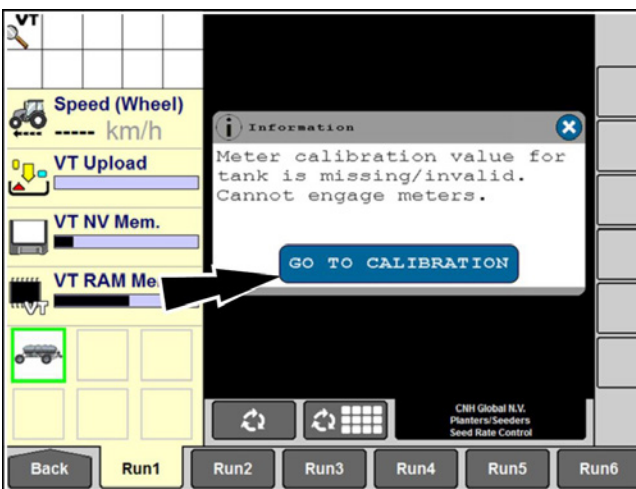 VT
Speed (Wheel)
----- km/h
VT Upload
VT NV Mem.
VT RAM Me
VT
i Information
Meter calibration value for
tank is missing/invalid.
Cannot engage meters.
GO TO CALIBRATION
CNH Global N.V.
Planters/Seeders
Seed Rate Control
Back Run1 Run2 Run3 Run4 Run5 Run6